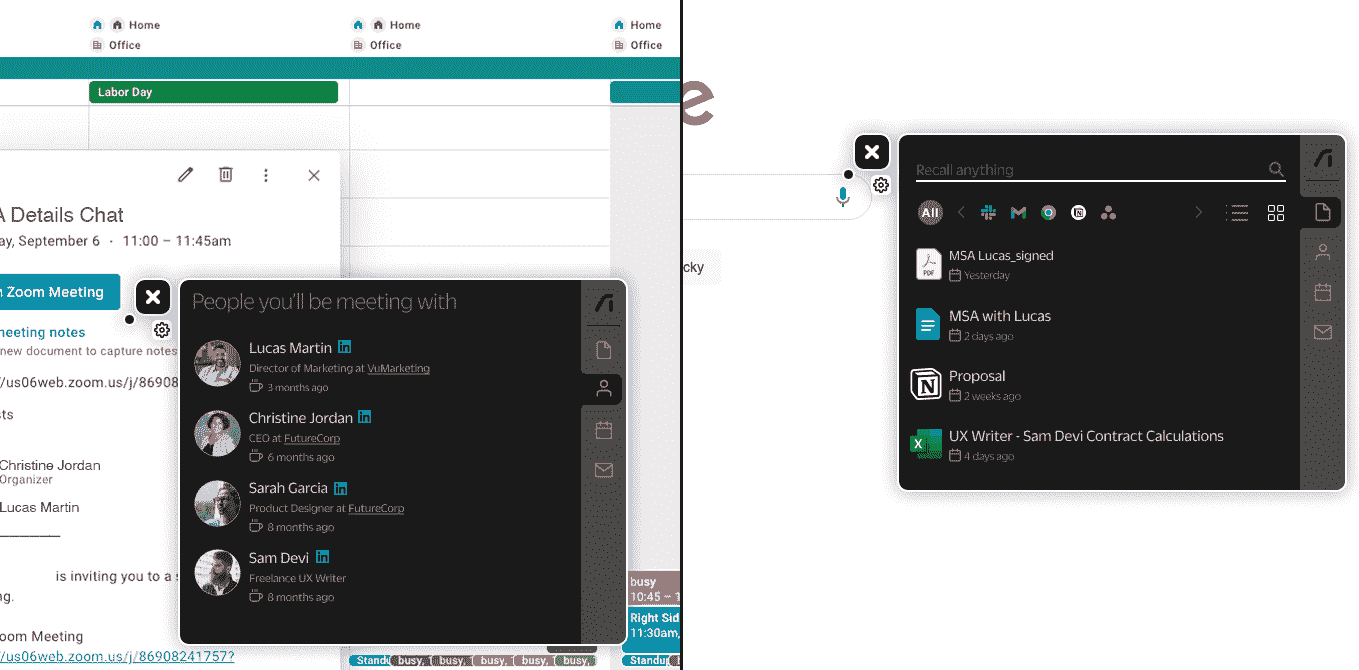 Home
Home
Home
Office
Office
Office
Labor Day
A Details Chat
ay, September 6 · 11:00 – 11:45am
Zoom Meeting
meeting notes
new document to capture notes
/us06web.zoom.us/j/86908
sts
Christine Jordan
Organizer
Lucas Martin
is inviting you to a s
ng.
oom Meeting
/us06web.zoom.us/j/86908241757?
People you'll be meeting with
Lucas Martin
Director of Marketing at VuMarketing
3 months ago
Christine Jordan
CEO at FutureCorp
6 months ago
Sarah Garcia
Product Designer at FutureCorp
8 months ago
Sam Devi
Freelance UX Writer
8 months ago
busy
10:45 – 1
Right Sid
11:30am,
Standu
busy,
busy,
busy,
busy,
busy,
Standup
e
cky
Recall anything
All
MSA Lucas_signed
PDF
Yesterday
MSA with Lucas
2 days ago
Proposal
2 weeks ago
UX Writer - Sam Devi Contract Calculations
4 days ago